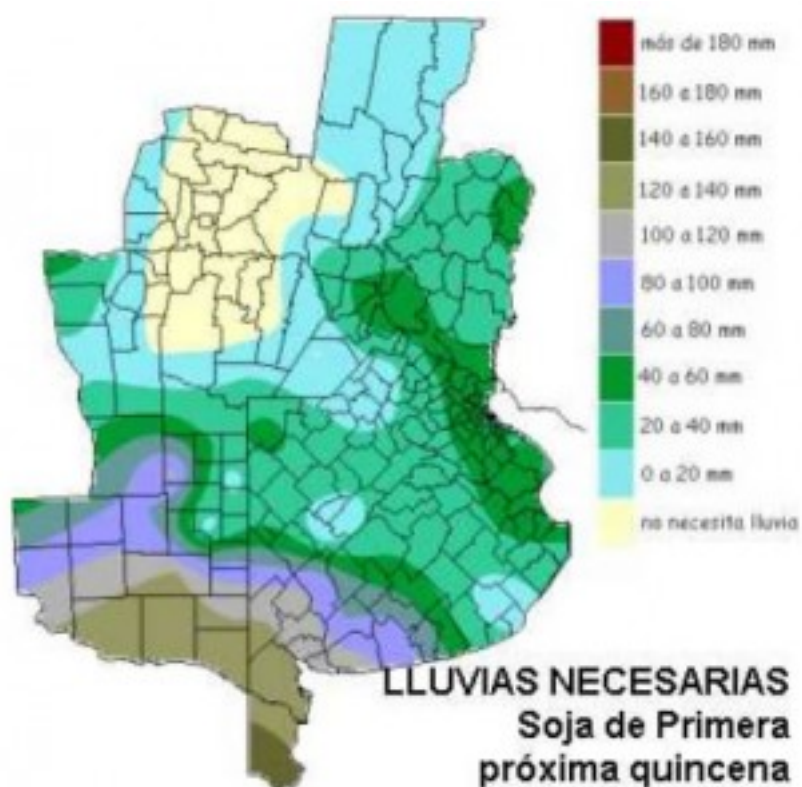 más de 180 mm
160 a 180 mm
140 a 160 mm
120 a 140 mm
100 a 120 mm
80 a 100 mm
60 a 80 mm
40 a 60 mm
20 a 40 mm
0 a 20 mm
no necesita lluvia
LLUVIAS NECESARIAS
Soja de Primera
próxima quincena